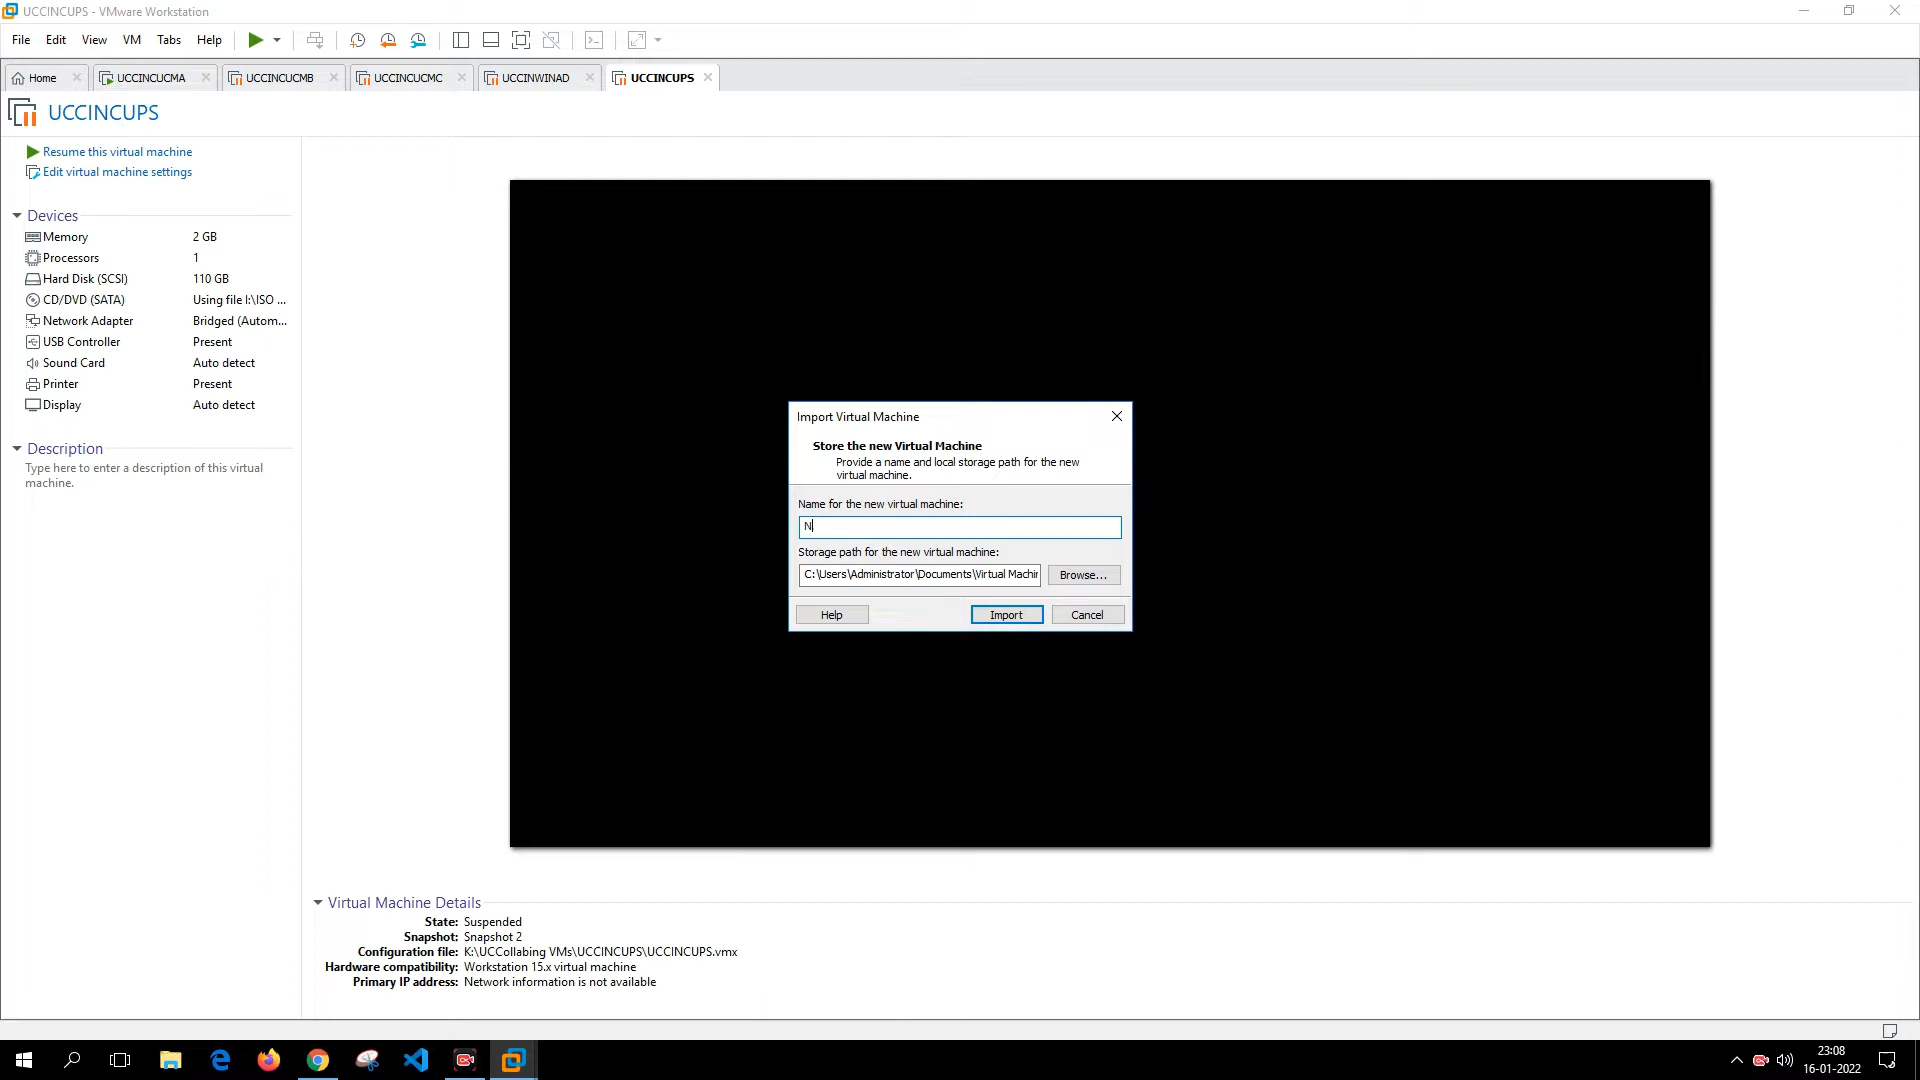 UCCINCUPS - VMware Workstation
File Edit View VM Tabs Help
Home UCCINCUCMA UCCINCUCMB UCCINCUCMC UCCINWINAD UCCINCUPS
UCCINCUPS
Resume this virtual machine
Edit virtual machine settings
Devices
Memory 2 GB
Processors 1
Hard Disk (SCSI) 110 GB
CD/DVD (SATA) Using file I:\ISO ...
Network Adapter Bridged (Autom...
USB Controller Present
Sound Card Auto detect
Printer Present
Display Auto detect
Description
Type here to enter a description of this virtual
machine.
Import Virtual Machine
Store the new Virtual Machine
Provide a name and local storage path for the new
virtual machine.
Name for the new virtual machine:
N
Storage path for the new virtual machine:
C:\Users\Administrator\Documents\Virtual Machin Browse...
Help Import Cancel
Virtual Machine Details
State: Suspended
Snapshot: Snapshot 2
Configuration file: K:\UCCollabing VMs\UCCINCUPS\UCCINCUPS.vmx
Hardware compatibility: Workstation 15.x virtual machine
Primary IP address: Network information is not available
23:08
16-01-2022